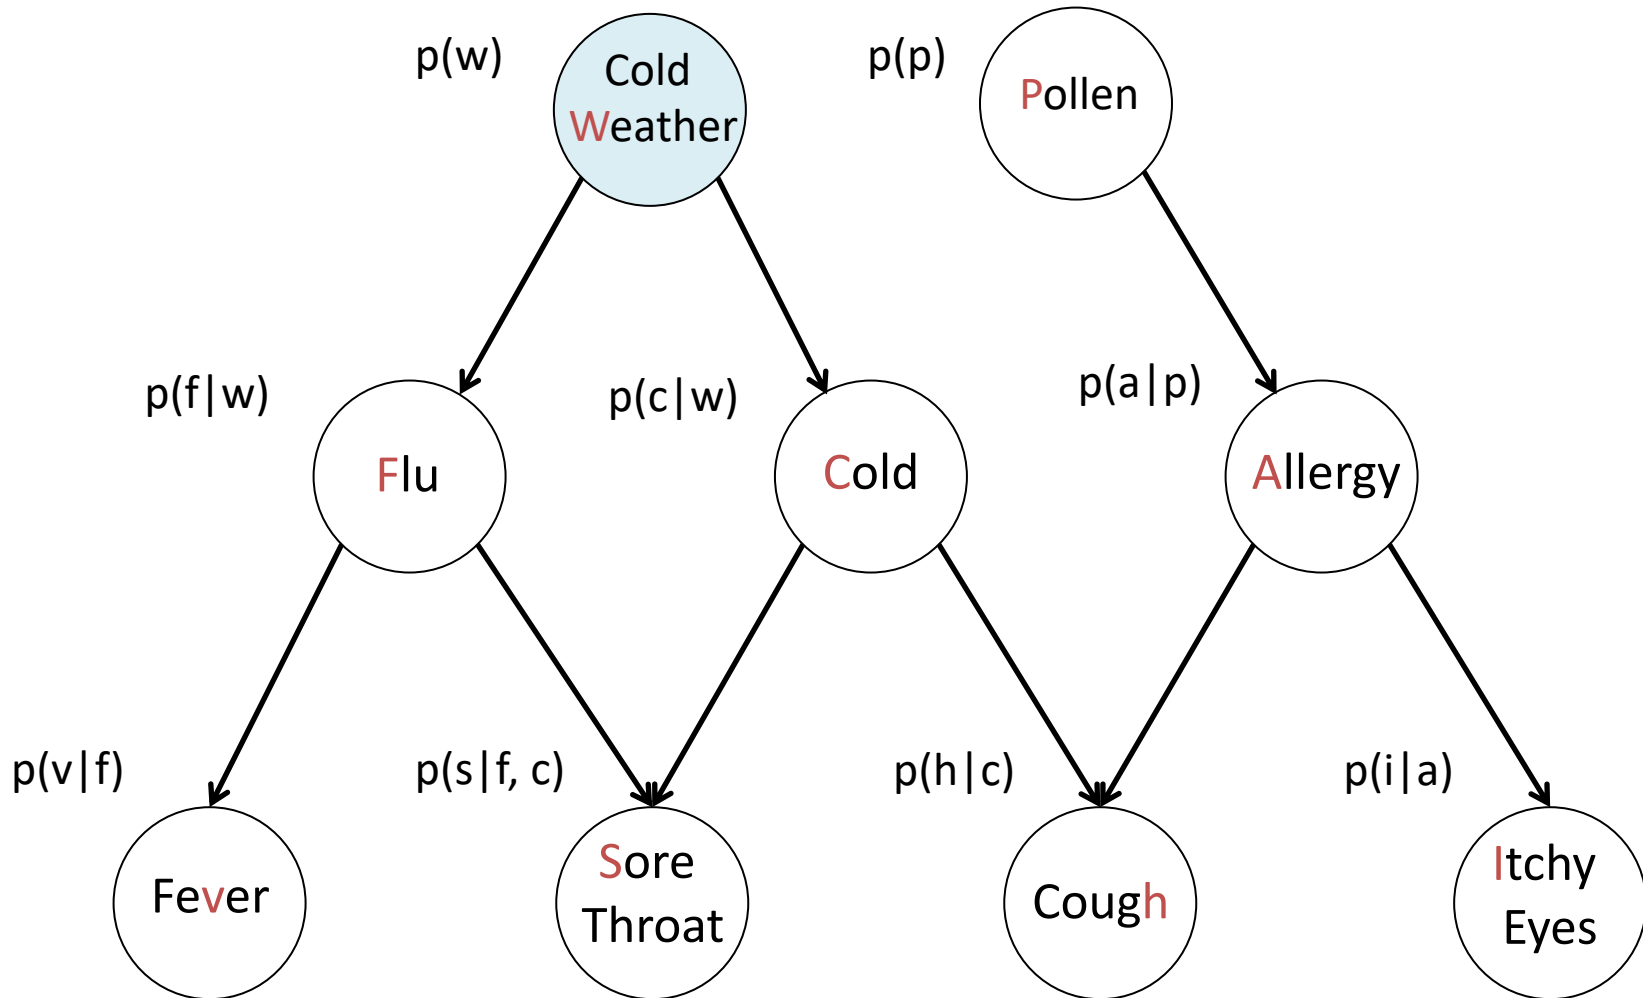 p(w)
Cold
Weather
p(p)
Pollen
p(f|w)
Flu
p(c|w)
Cold
p(a|p)
Allergy
p(v|f)
Fever
p(s|f, c)
Sore
Throat
p(h|c)
Cough
p(i|a)
Itchy
Eyes